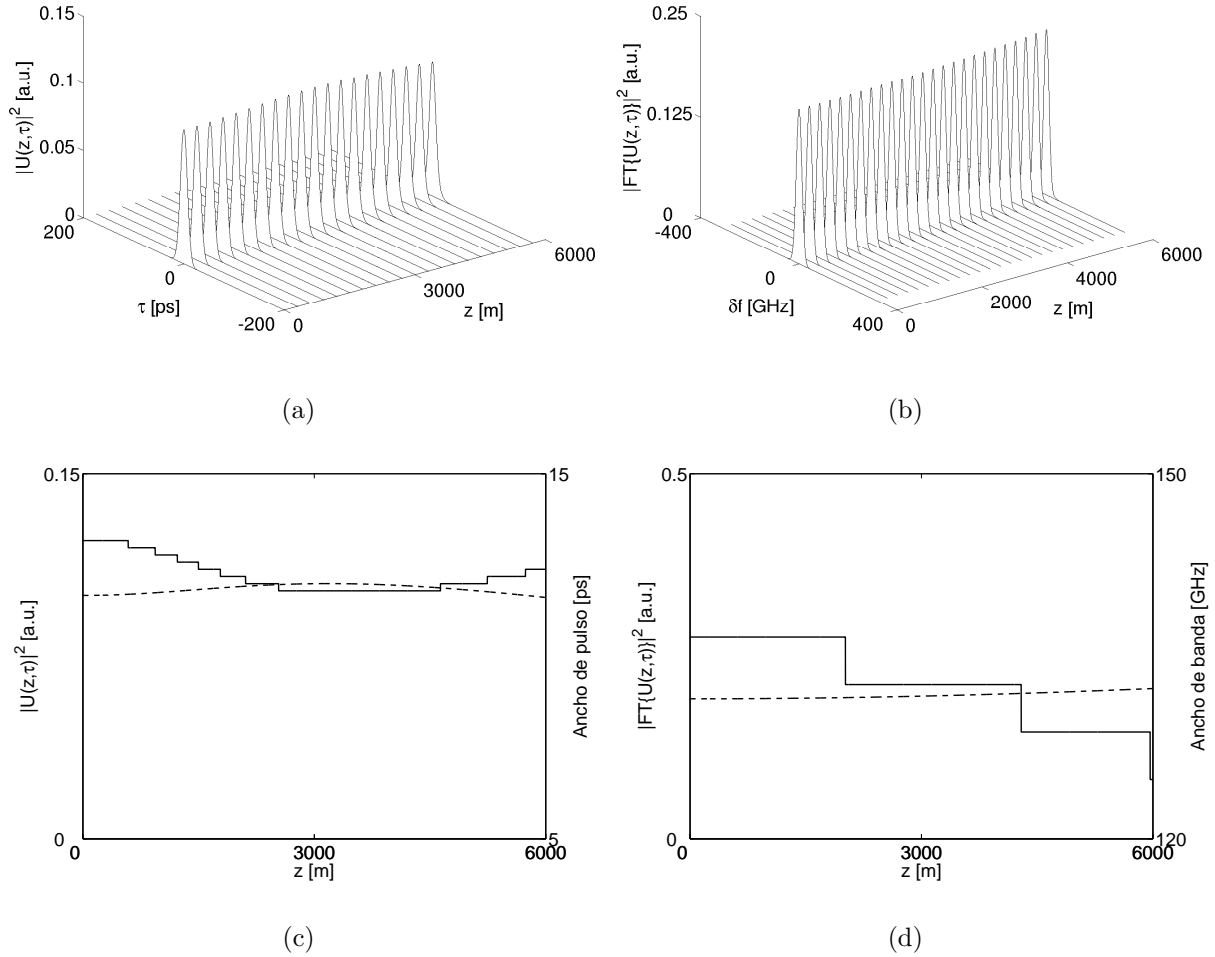 0.15
0.1
0.05
0
|U(z,τ)|² [a.u.]
200
0
-200
τ [ps]
0
3000
6000
z [m]
(a)
0.25
0.125
0
|FT{U(z,τ)}|² [a.u.]
-400
0
400
δf [GHz]
0
2000
4000
6000
z [m]
(b)
0.15
0
|U(z,τ)|² [a.u.]
15
5
Ancho de pulso [ps]
0
3000
6000
z [m]
(c)
0.5
0
|FT{U(z,τ)}|² [a.u.]
150
120
Ancho de banda [GHz]
0
3000
6000
z [m]
(d)